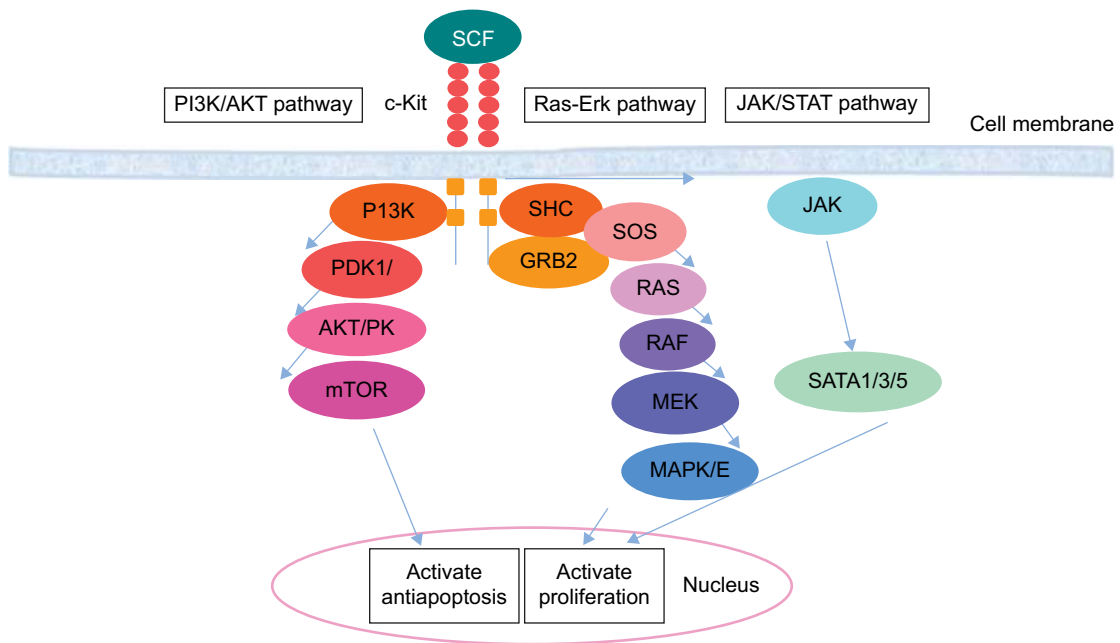 SCF
PI3K/AKT pathway
c-Kit
Ras-Erk pathway
JAK/STAT pathway
Cell membrane
P13K
SHC
SOS
JAK
PDK1/
GRB2
RAS
AKT/PK
RAF
mTOR
MEK
SATA1/3/5
MAPK/E
Activate
antiapoptosis
Activate
proliferation
Nucleus